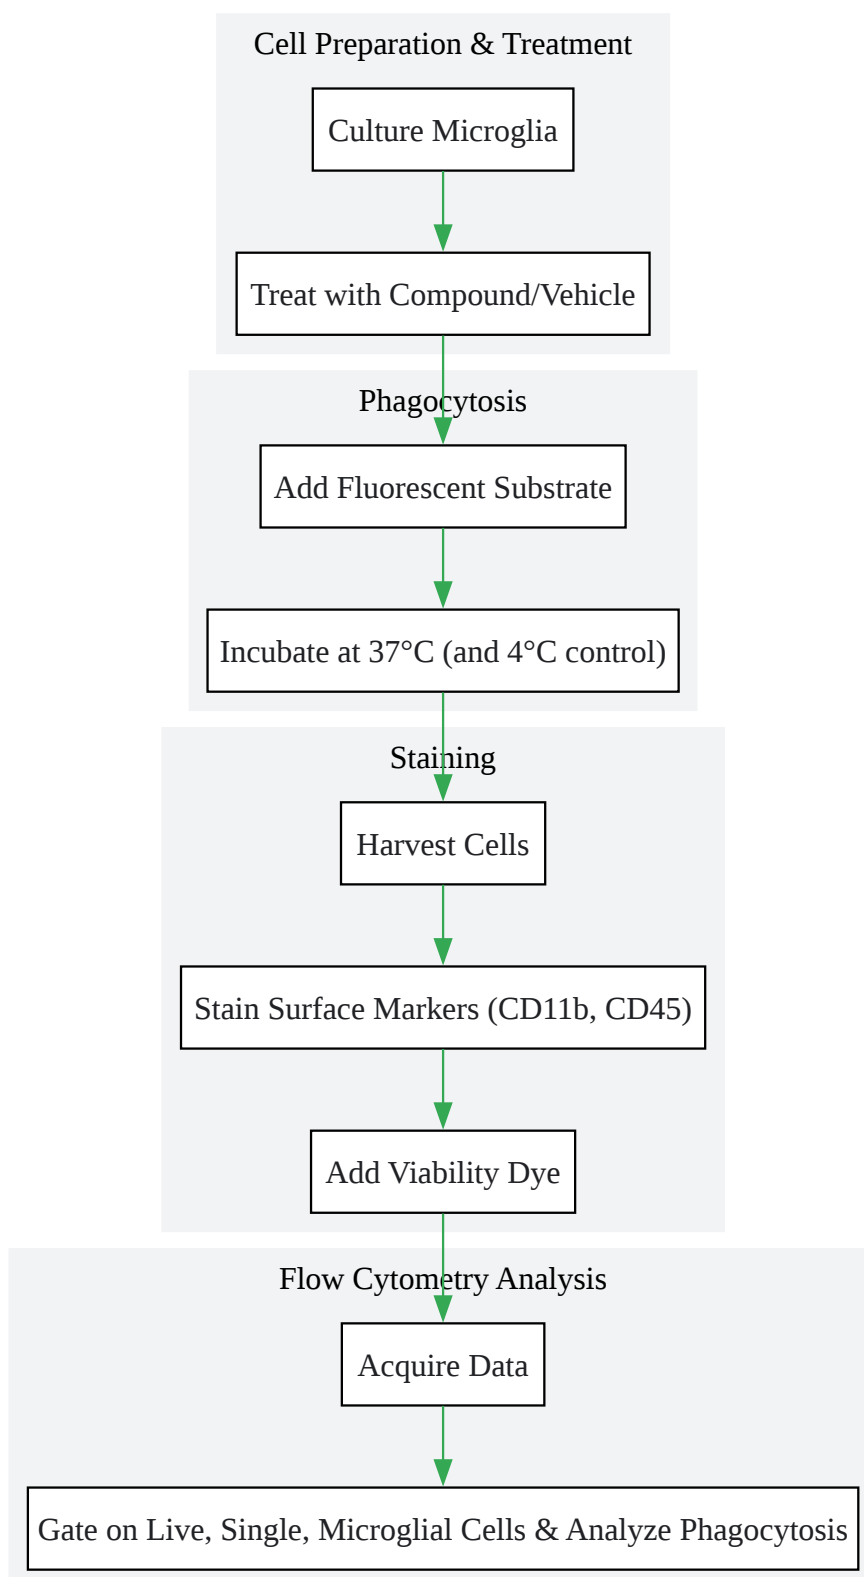 Cell Preparation & Treatment
Culture Microglia
Treat with Compound/Vehicle
Phagocytosis
Add Fluorescent Substrate
Incubate at 37°C (and 4°C control)
Staining
Harvest Cells
Stain Surface Markers (CD11b, CD45)
Add Viability Dye
Flow Cytometry Analysis
Acquire Data
Gate on Live, Single, Microglial Cells & Analyze Phagocytosis